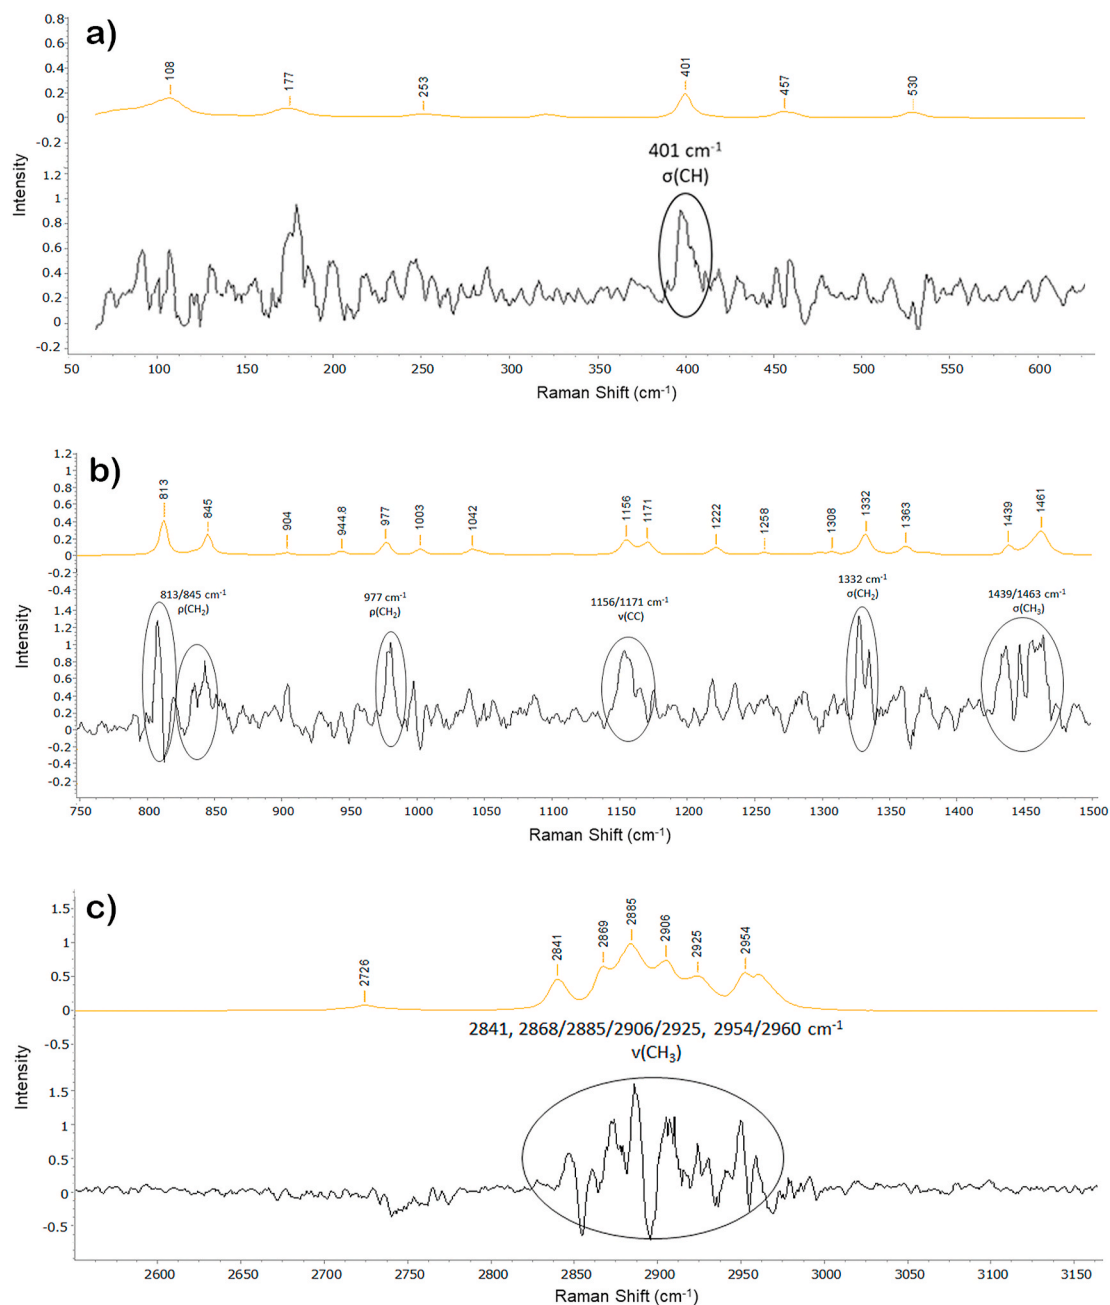 a)
0.8
0.6
0.4
0.2
0
-0.2
108
177
253
401
457
530
401 cm-1
σ(CH)
Intensity
1.2
1
0.8
0.6
0.4
0.2
0
-0.2
50 100 150 200 250 300 350 400 450 500 550 600
Raman Shift (cm-1)
b)
1.2
1
0.8
0.6
0.4
0.2
0
-0.2
-0.4
813
845
904
944.8
977
1003
1042
1156
1171
1222
1258
1308
1332
1363
1439
1461
813/845 cm-1
ρ(CH2)
977 cm-1
ρ(CH2)
1156/1171 cm-1
ν(CC)
1332 cm-1
σ(CH2)
1439/1463 cm-1
σ(CH3)
Intensity
1.4
1
0.8
0.6
0.4
0.2
0
-0.2
-0.4
-0.2
750 800 850 900 950 1000 1050 1100 1150 1200 1250 1300 1350 1400 1450 1500
Raman Shift (cm-1)
c)
1.5
1
0.5
0
-0.5
2726
2841
2869
2885
2906
2925
2954
2841, 2868/2885/2906/2925, 2954/2960 cm-1
ν(CH3)
Intensity
1.5
1
0.5
0
-0.5
2600 2650 2700 2750 2800 2850 2900 2950 3000 3050 3100 3150
Raman Shift (cm-1)